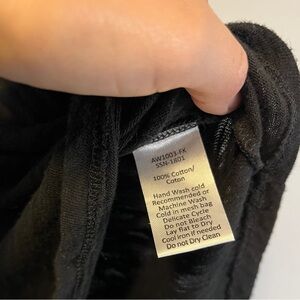 AW1003-FX
SSN-1801
100% Cotton/
Coton
Hand Wash cold
Recommended or
Machine Wash
Cold in mesh bag
Delicate Cycle
Do not Bleach
Lay flat to Dry
Cool iron if needed
Do not Dry Clean